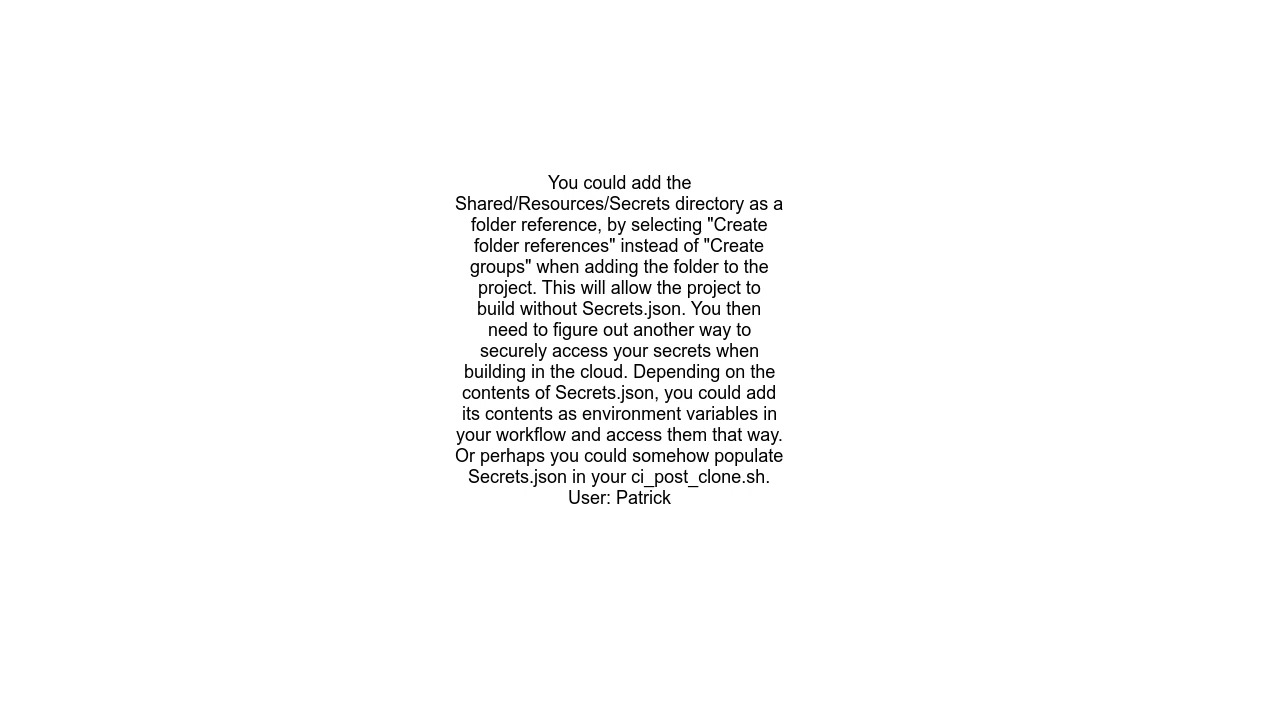 You could add the
Shared/Resources/Secrets directory as a
folder reference, by selecting "Create
folder references" instead of "Create
groups" when adding the folder to the
project. This will allow the project to
build without Secrets.json. You then
need to figure out another way to
securely access your secrets when
building in the cloud. Depending on the
contents of Secrets.json, you could add
its contents as environment variables in
your workflow and access them that way.
Or perhaps you could somehow populate
Secrets.json in your ci_post_clone.sh.
User: Patrick